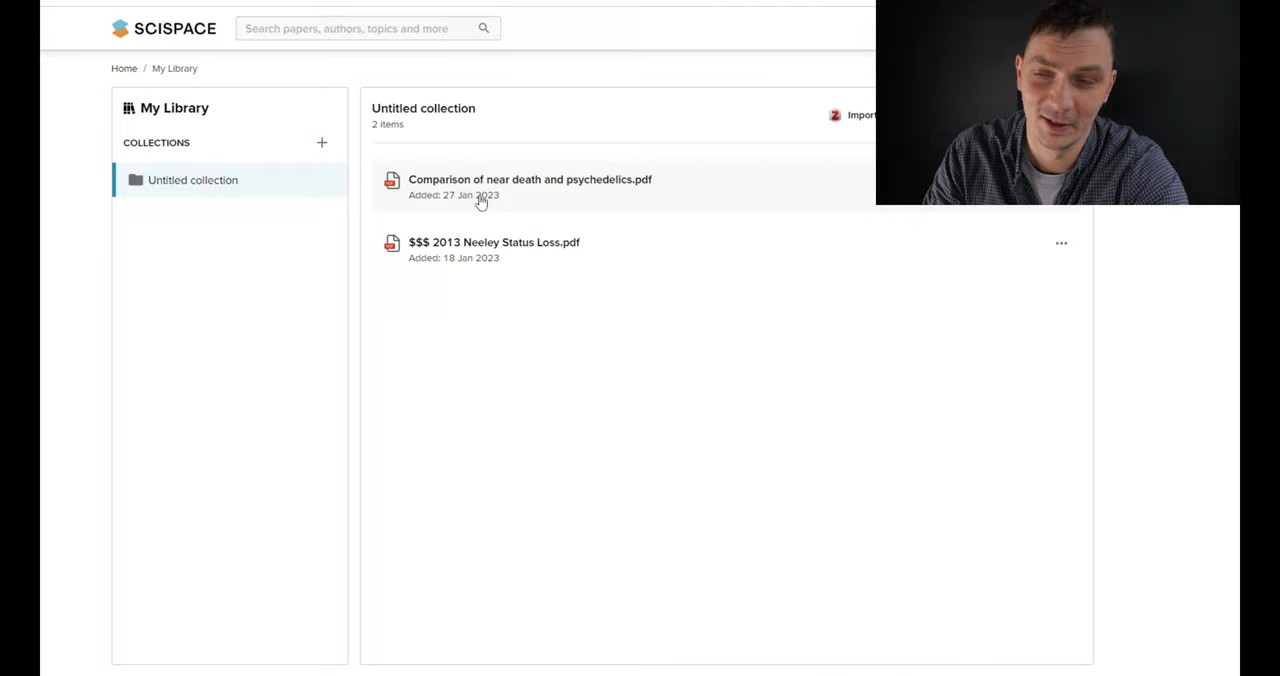 SCISPACE
Search papers, authors, topics and more
Home / My Library
My Library
COLLECTIONS
Untitled collection
Untitled collection
2 items
Import
Comparison of near death and psychedelics.pdf
Added: 27 Jan 2023
$$$ 2013 Neeley Status Loss.pdf
Added: 18 Jan 2023